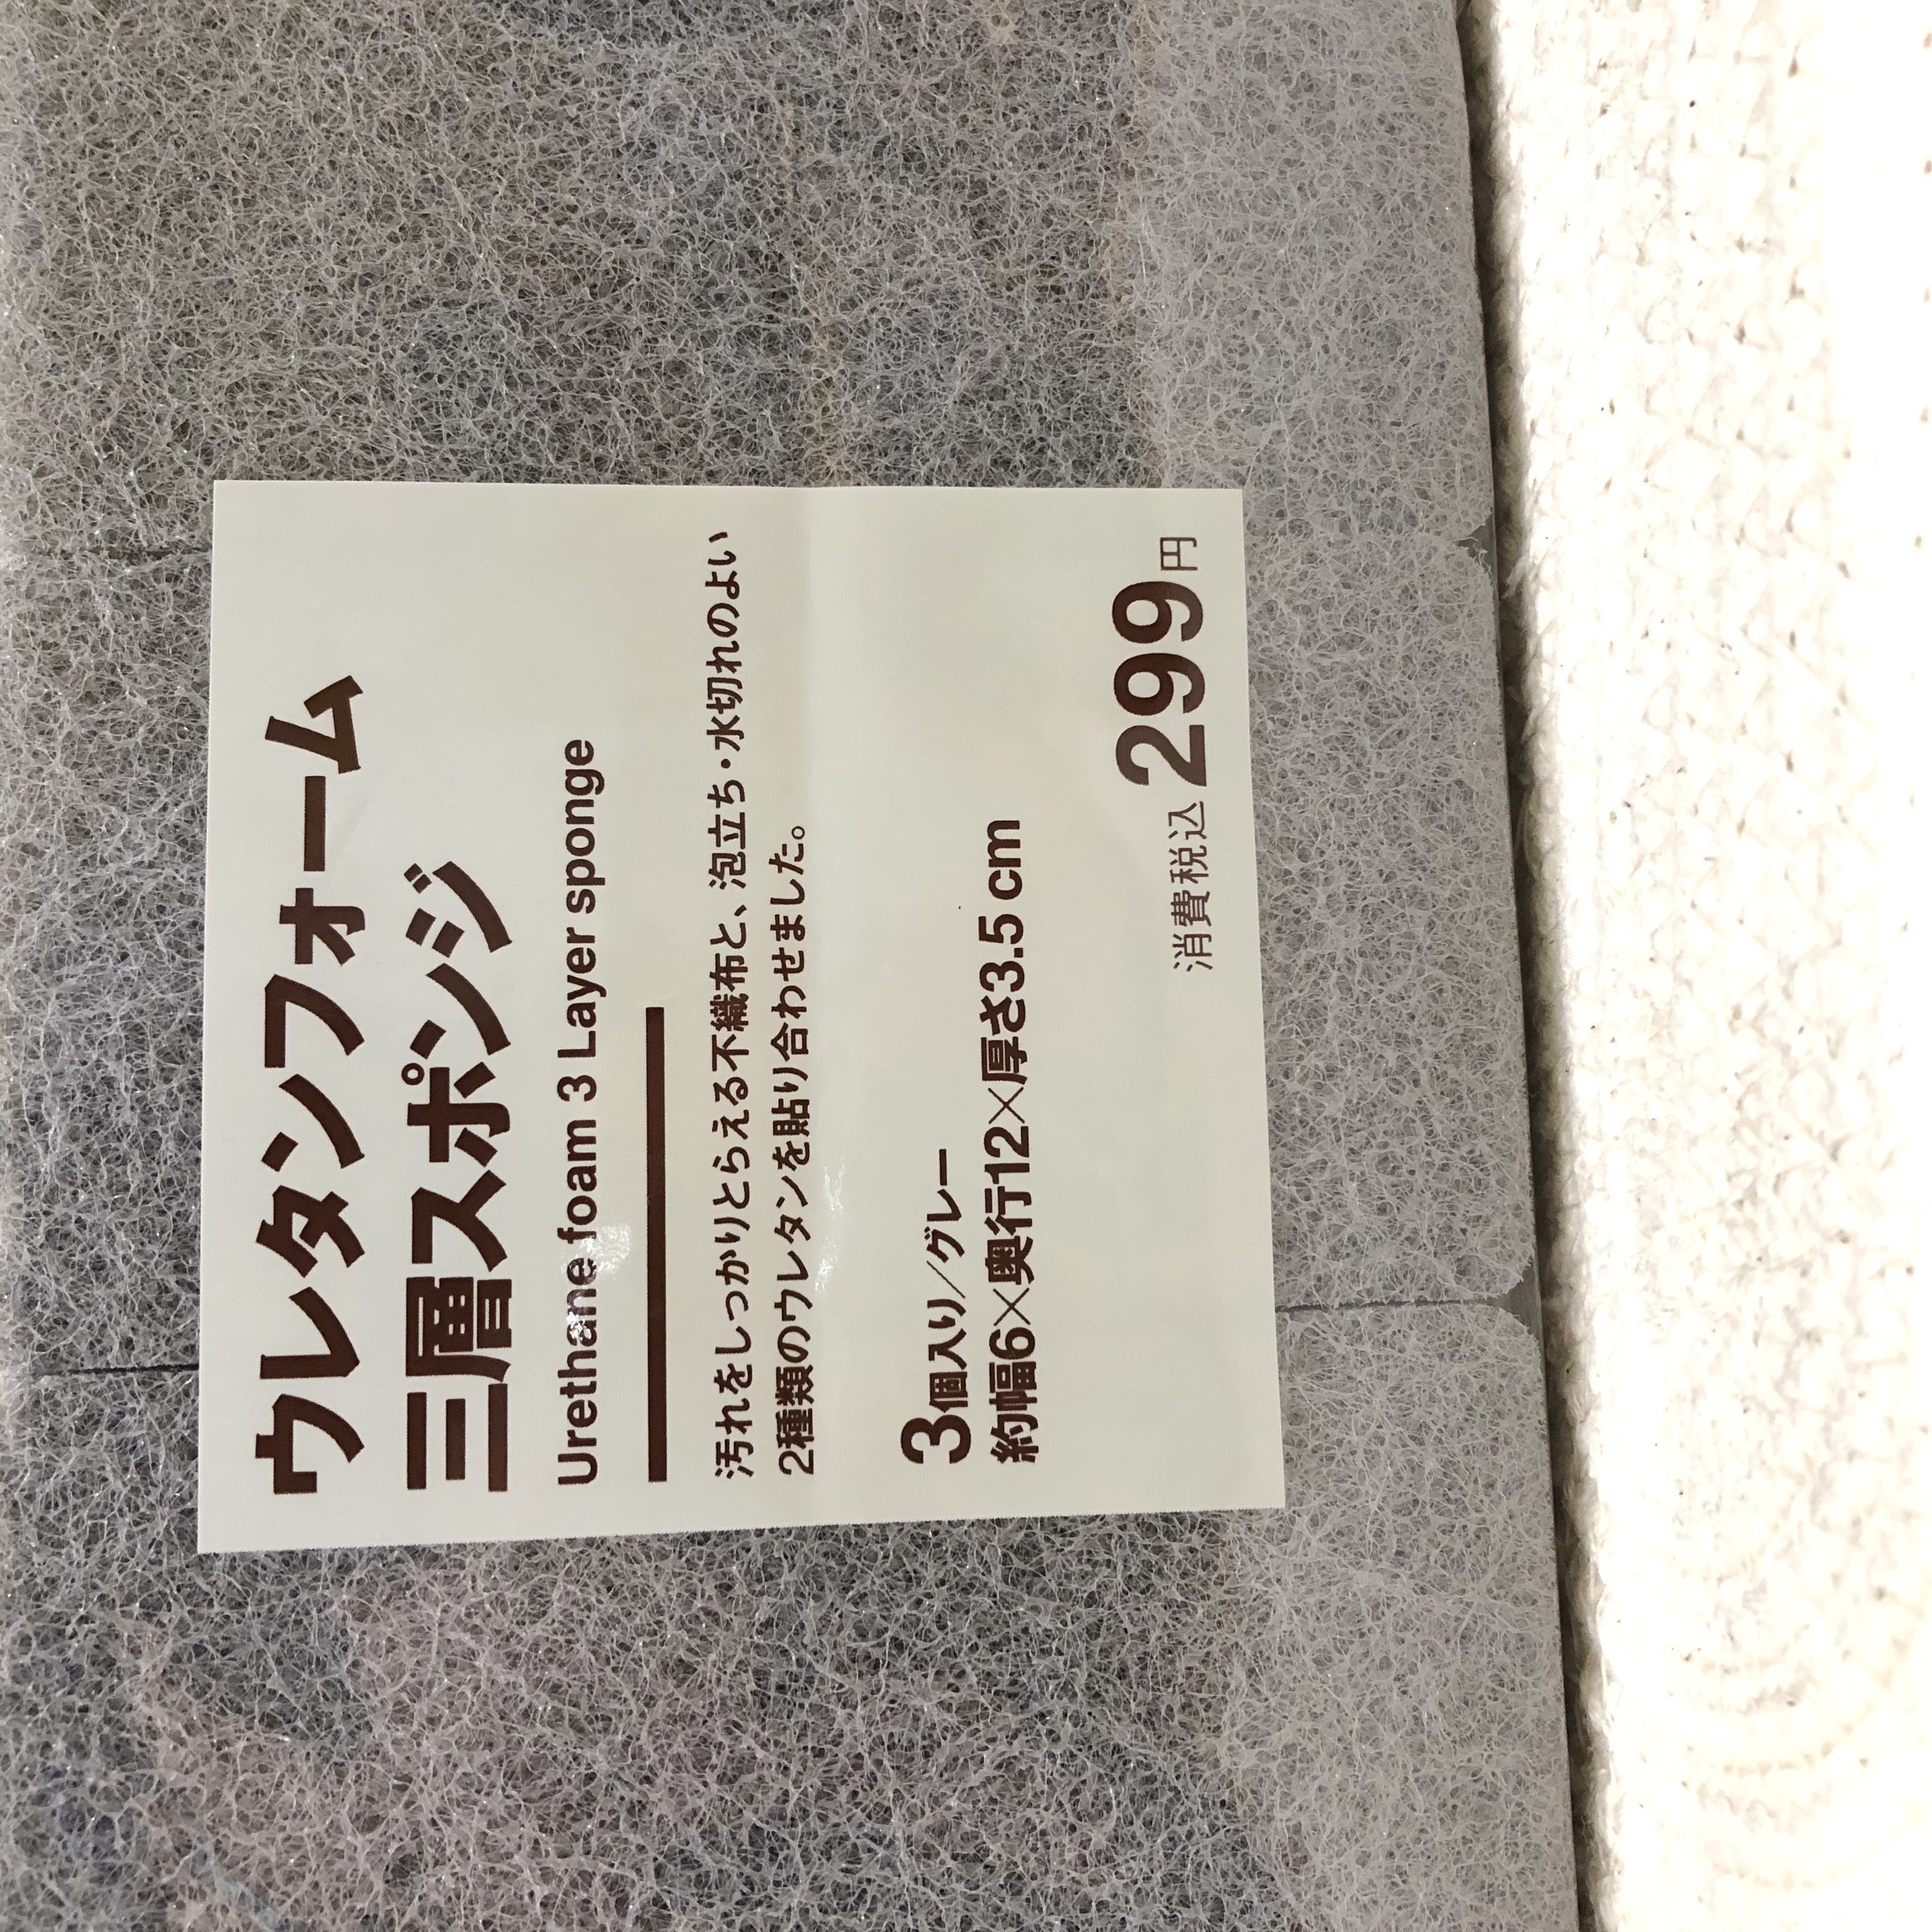 ウレタンフォーム
三層スポンジ
Urethane foam 3 Layer sponge
汚れをしっかりとらえる不織布と、泡立ち・水切れのよい
2種類のウレタンを貼り合わせました。
3個入り／グレー
約幅6×奥行12×厚さ3.5cm
消費税込299円